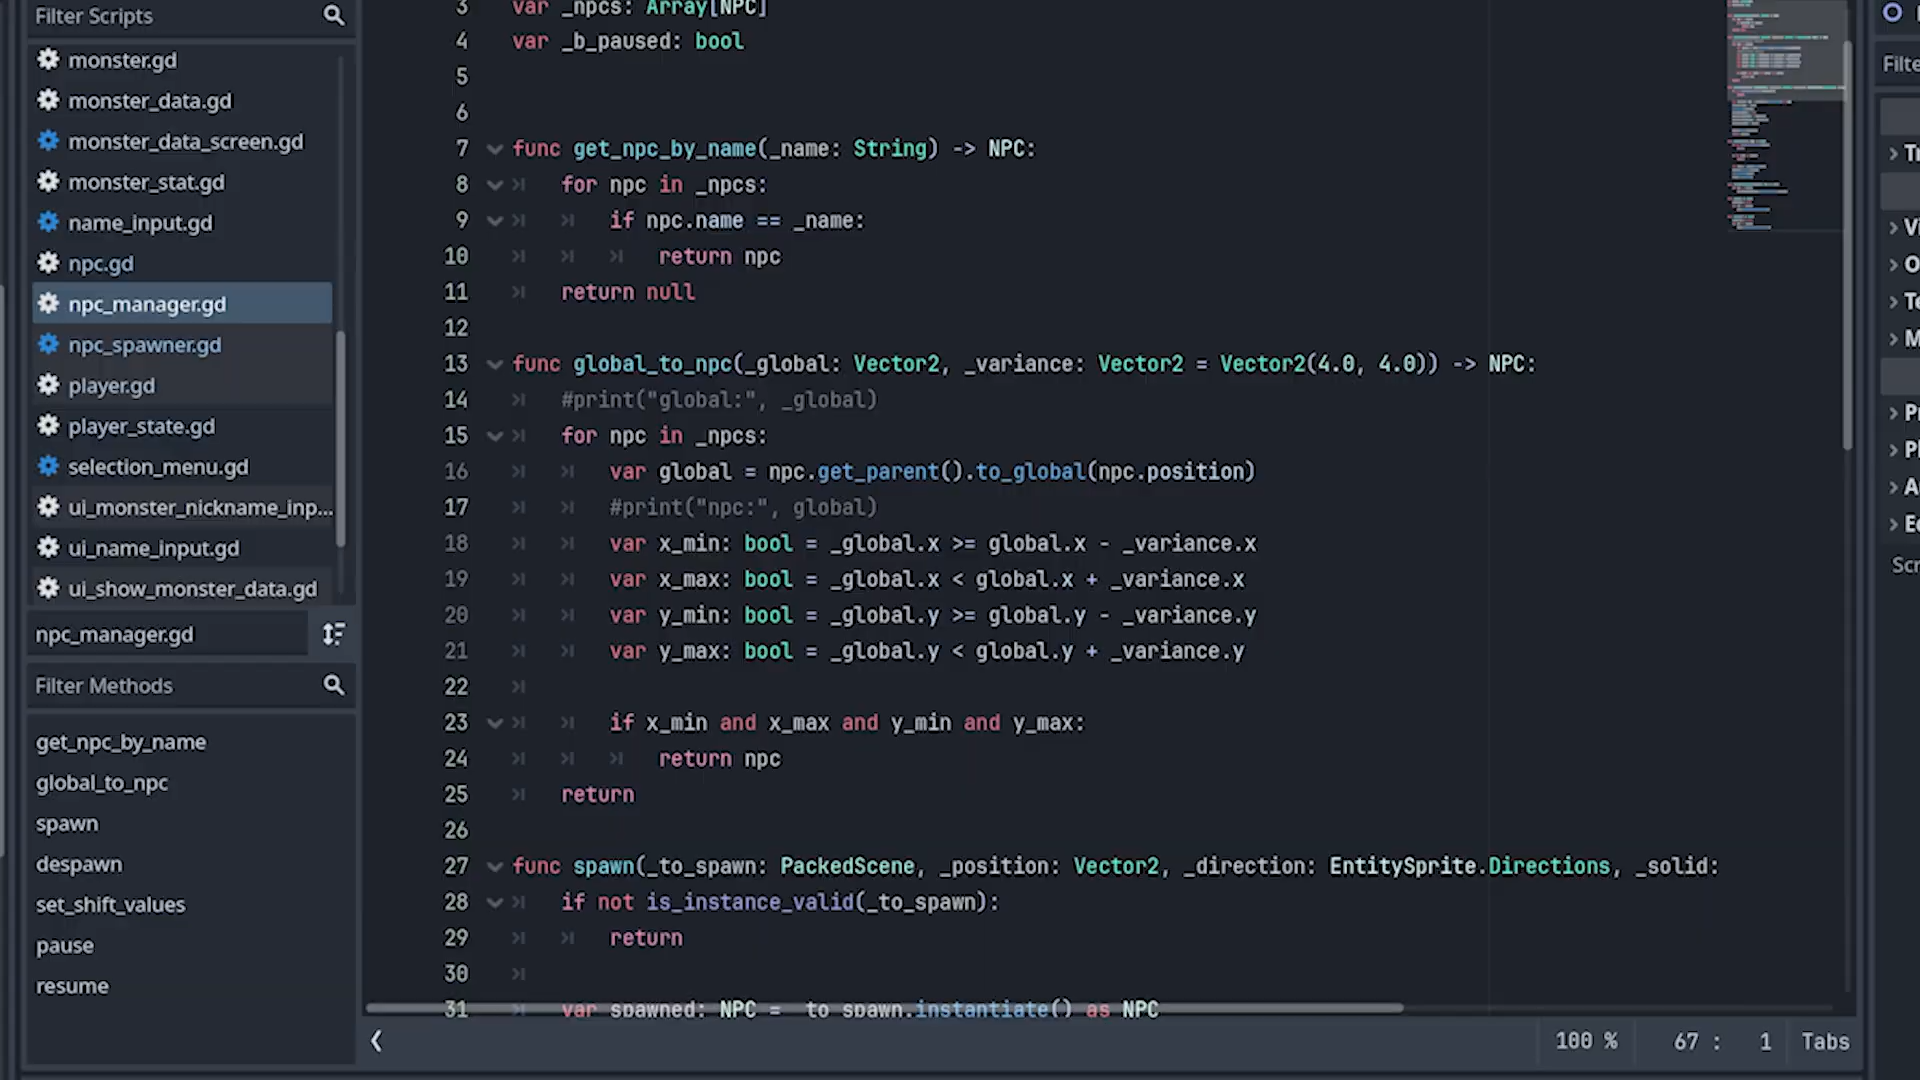 Filter Scripts
monster.gd
monster_data.gd
monster_data_screen.gd
monster_stat.gd
name_input.gd
npc.gd
npc_manager.gd
npc_spawner.gd
player.gd
player_state.gd
selection_menu.gd
ui_monster_nickname_inp...
ui_name_input.gd
ui_show_monster_data.gd
npc_manager.gd
Filter Methods
get_npc_by_name
global_to_npc
spawn
despawn
set_shift_values
pause
resume
3 var _npcs: Array[NPC]
4 var _b_paused: bool
5
6
7 func get_npc_by_name(_name: String) -> NPC:
8 for npc in _npcs:
9 if npc.name == _name:
10 return npc
11 return null
12
13 func global_to_npc(_global: Vector2, _variance: Vector2 = Vector2(4.0, 4.0)) -> NPC:
14 #print("global:", _global)
15 for npc in _npcs:
16 var global = npc.get_parent().to_global(npc.position)
17 #print("npc:", global)
18 var x_min: bool = _global.x >= global.x - _variance.x
19 var x_max: bool = _global.x < global.x + _variance.x
20 var y_min: bool = _global.y >= global.y - _variance.y
21 var y_max: bool = _global.y < global.y + _variance.y
22
23 if x_min and x_max and y_min and y_max:
24 return npc
25 return
26
27 func spawn(_to_spawn: PackedScene, _position: Vector2, _direction: EntitySprite.Directions, _solid:
28 if not is_instance_valid(_to_spawn):
29 return
30
31 var spawned: NPC = _to_spawn.instantiate() as NPC
100 % 67 : 1 Tabs
Filte
Tr
Vi
O
Te
M
Pr
Pl
A
Ec
Scr